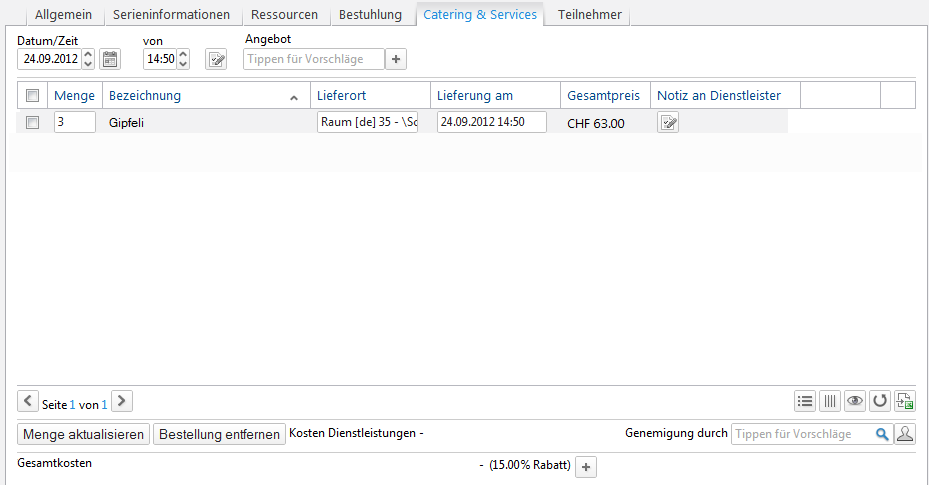 Allgemein Serieninformationen Ressourcen Bestuhlung Catering & Services Teilnehmer
Datum/Zeit von Angebot
24.09.2012 14:50 Tippen für Vorschläge
Menge Bezeichnung Lieferort Lieferung am Gesamtpreis Notiz an Dienstleister
3 Gipfeli Raum [de] 35 - \Sc 24.09.2012 14:50 CHF 63.00
Seite 1 von 1
Menge aktualisieren Bestellung entfernen Kosten Dienstleistungen - Genemigung durch Tippen für Vorschläge
Gesamtkosten - (15.00% Rabatt)